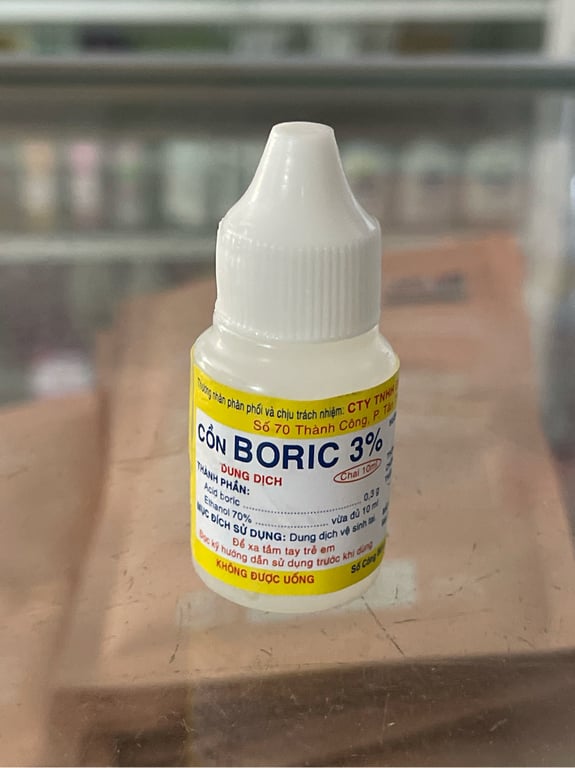 Thương nhân phân phối và chịu trách nhiệm: CTY TNHH
Số 70 Thành Công, P. Tâ
CỒN BORIC 3%
DUNG DỊCH
Chai 10ml
THÀNH PHẦN:
Acid boric ........................ 0,3 g
Ethanol 70% .................... vừa đủ 10 ml
MỤC ĐÍCH SỬ DỤNG: Dung dịch vệ sinh tai.
Để xa tầm tay trẻ em
Đọc kỹ hướng dẫn sử dụng trước khi dùng
KHÔNG ĐƯỢC UỐNG
Số Công